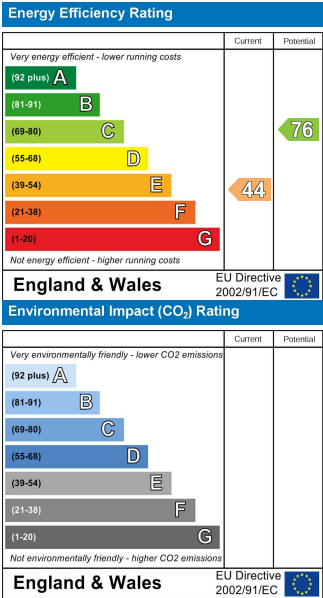 Energy Efficiency Rating
Current Potential
Very energy efficient - lower running costs
(92 plus) A
(81-91) B
(69-80) C
76
(55-68) D
(39-54) E
44
(21-38) F
(1-20) G
Not energy efficient - higher running costs
England & Wales
EU Directive
2002/91/EC
Environmental Impact (CO₂) Rating
Current Potential
Very environmentally friendly - lower CO2 emissions
(92 plus) A
(81-91) B
(69-80) C
(55-68) D
(39-54) E
(21-38) F
(1-20) G
Not environmentally friendly - higher CO2 emissions
England & Wales
EU Directive
2002/91/EC